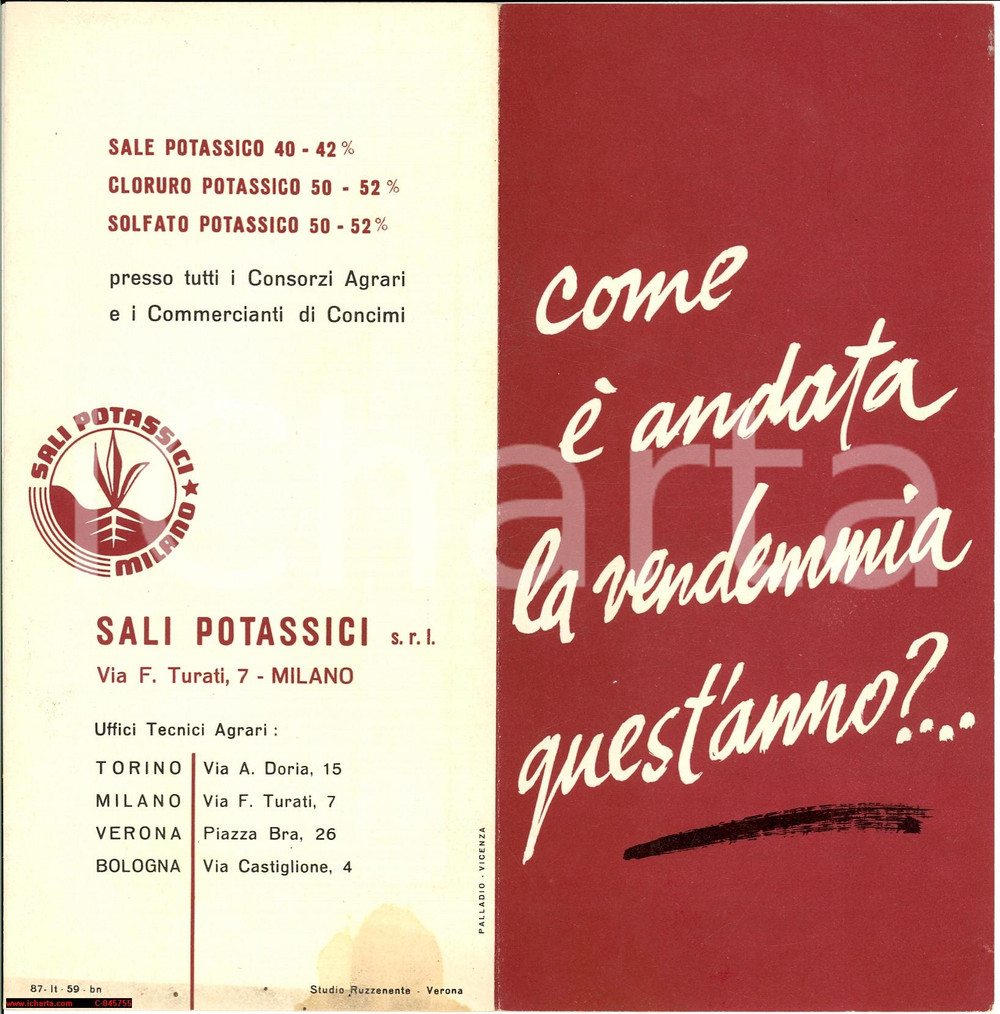 SALE POTASSICO 40 - 42 %
CLORURO POTASSICO 50 - 52 %
SOLFATO POTASSICO 50 - 52 %
presso tutti i Consorzi Agrari
e i Commercianti di Concimi
SALI POTASSICI ★ MILANO
SALI POTASSICI s. r. l.
Via F. Turati, 7 - MILANO
Uffici Tecnici Agrari :
TORINO Via A. Doria, 15
MILANO Via F. Turati, 7
VERONA Piazza Bra, 26
BOLOGNA Via Castiglione, 4
PALLADIO - VICENZA
87 - It - 59 - bn
Studio Ruzzenente - Verona
www.icharta.com C-045755
come
è andata
la vendemmia
quest'anno?...
icharta